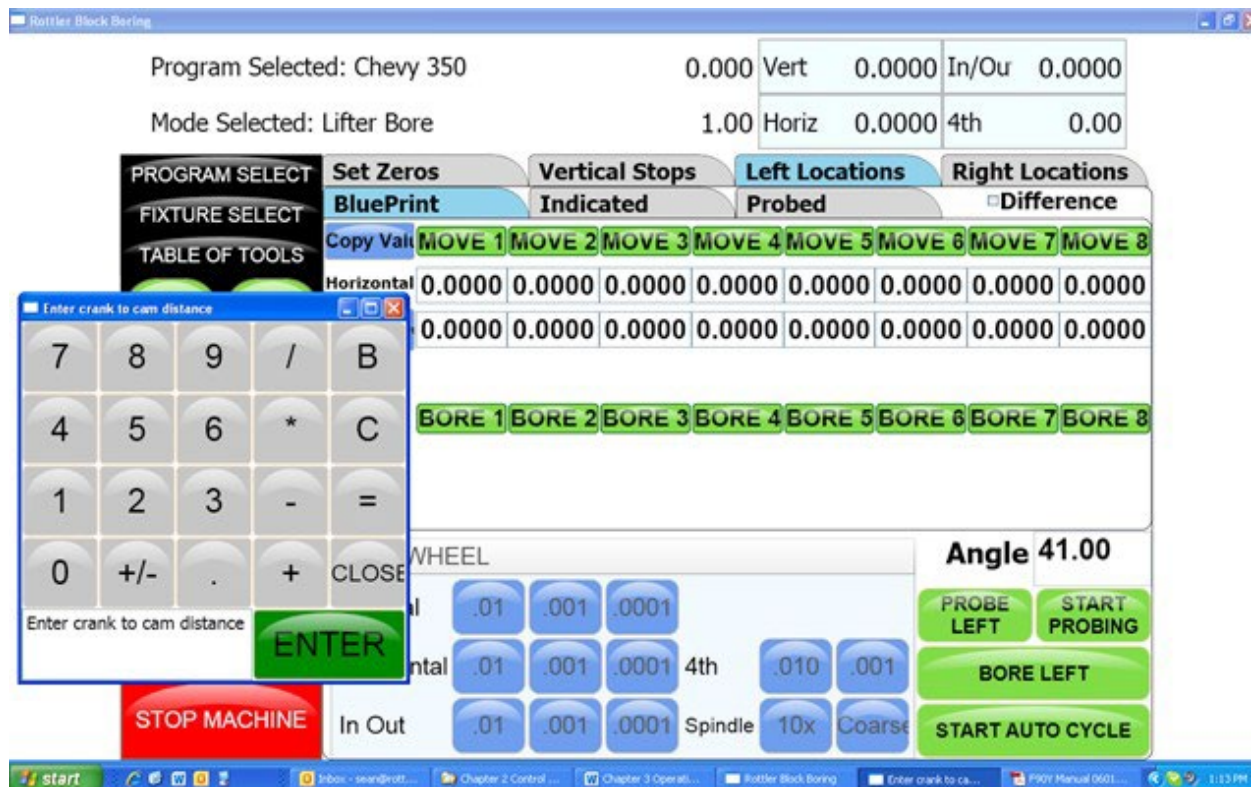 Rottler Block Boring
Program Selected: Chevy 350 0.000 Vert 0.0000 In/Ou 0.0000
Mode Selected: Lifter Bore 1.00 Horiz 0.0000 4th 0.00
PROGRAM SELECT
FIXTURE SELECT
TABLE OF TOOLS
Set Zeros Vertical Stops Left Locations Right Locations
BluePrint Indicated Probed Difference
Copy Valu MOVE 1 MOVE 2 MOVE 3 MOVE 4 MOVE 5 MOVE 6 MOVE 7 MOVE 8
Horizontal 0.0000 0.0000 0.0000 0.0000 0.0000 0.0000 0.0000 0.0000
0.0000 0.0000 0.0000 0.0000 0.0000 0.0000 0.0000 0.0000
BORE 1 BORE 2 BORE 3 BORE 4 BORE 5 BORE 6 BORE 7 BORE 8
Enter crank to cam distance
7 8 9 / B
4 5 6 * C
1 2 3 - =
0 +/- . + CLOSE
Enter crank to cam distance ENTER
WHEEL
al .01 .001 .0001
ntal .01 .001 .0001 4th .010 .001
In Out .01 .001 .0001 Spindle 10x Coarse
Angle 41.00
PROBE LEFT START PROBING
BORE LEFT
START AUTO CYCLE
STOP MACHINE
start Inbox - sean@rott... Chapter 2 Control ... Chapter 3 Operati... Rottler Block Boring Enter crank to ca... F90Y Manual 0601... 1:13 PM